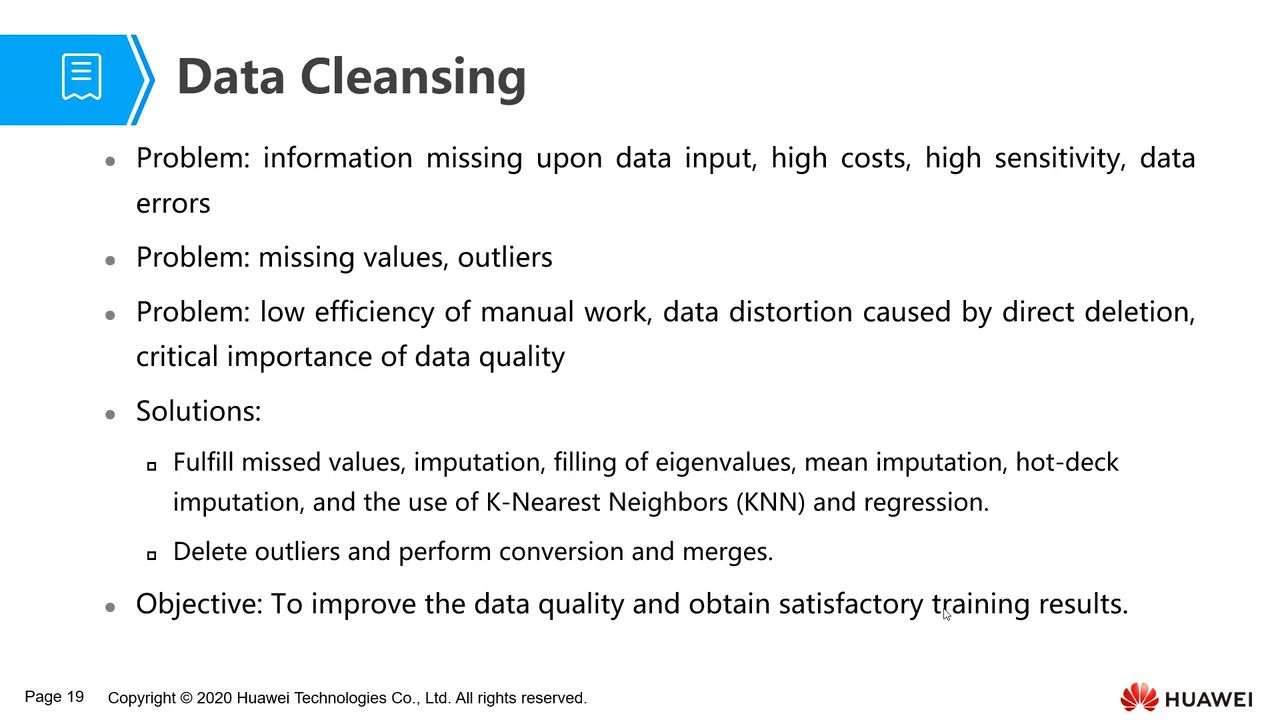 Data Cleansing
Problem: information missing upon data input, high costs, high sensitivity, data
errors
Problem: missing values, outliers
Problem: low efficiency of manual work, data distortion caused by direct deletion,
critical importance of data quality
Solutions:
Fulfill missed values, imputation, filling of eigenvalues, mean imputation, hot-deck
imputation, and the use of K-Nearest Neighbors (KNN) and regression.
Delete outliers and perform conversion and merges.
Objective: To improve the data quality and obtain satisfactory training results.
Page 19 Copyright © 2020 Huawei Technologies Co., Ltd. All rights reserved.
HUAWEI